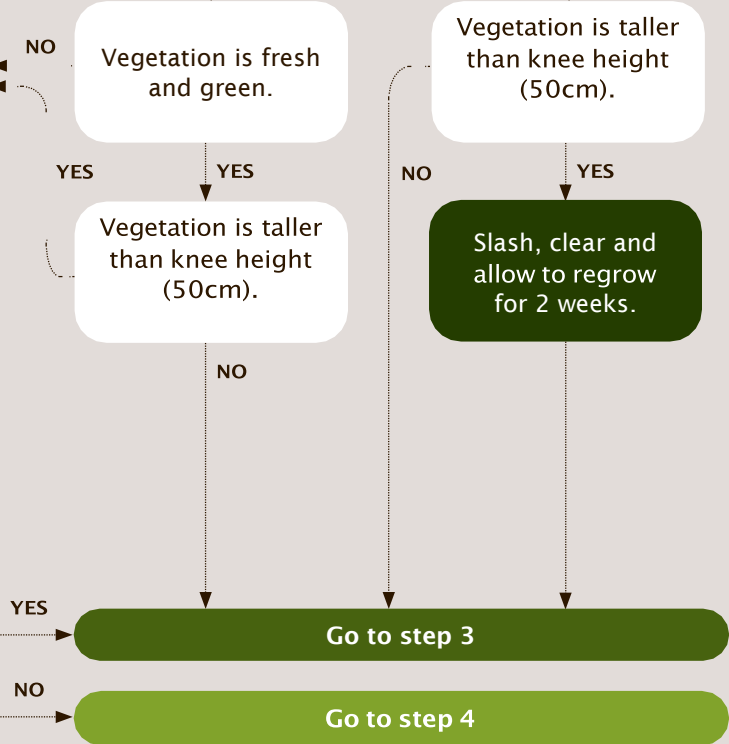 NO
Vegetation is fresh
and green.
Vegetation is taller
than knee height
(50cm).
YES
YES
NO
YES
Vegetation is taller
than knee height
(50cm).
Slash, clear and
allow to regrow
for 2 weeks.
NO
YES
Go to step 3
NO
Go to step 4